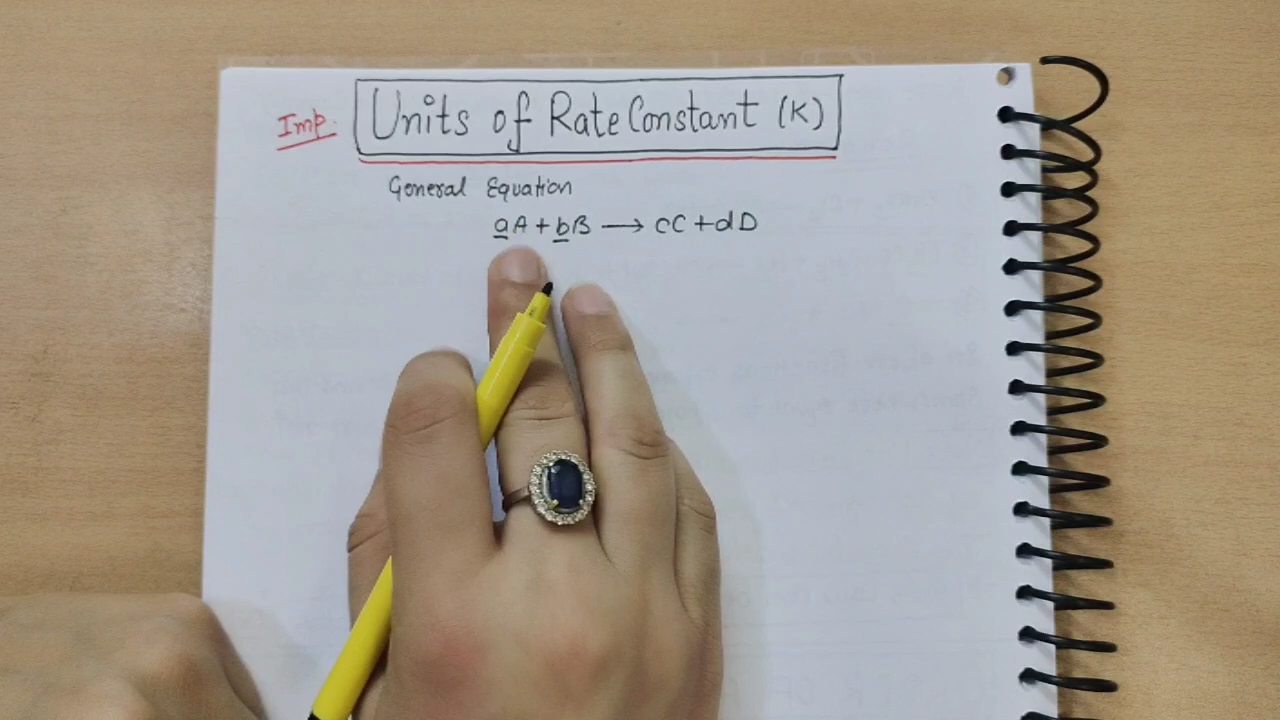 Imp. Units of Rate Constant (K)
General Equation
aA + bB → cC + dD